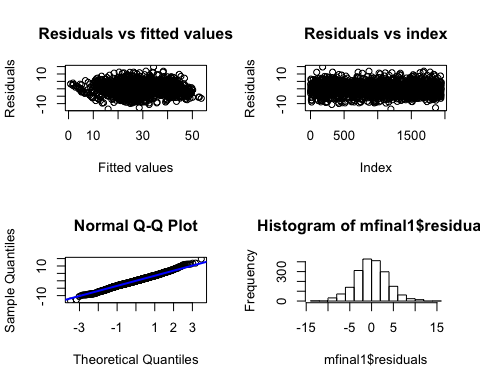 Residuals vs fitted values
Residuals
-10 10
0 10 30 50
Fitted values
Residuals vs index
Residuals
-10 10
0 500 1500
Index
Normal Q-Q Plot
Sample Quantiles
-10 10
-3 -1 1 2 3
Theoretical Quantiles
Histogram of mfinal1$residua
Frequency
0 300
-15 -5 0 5 15
mfinal1$residuals